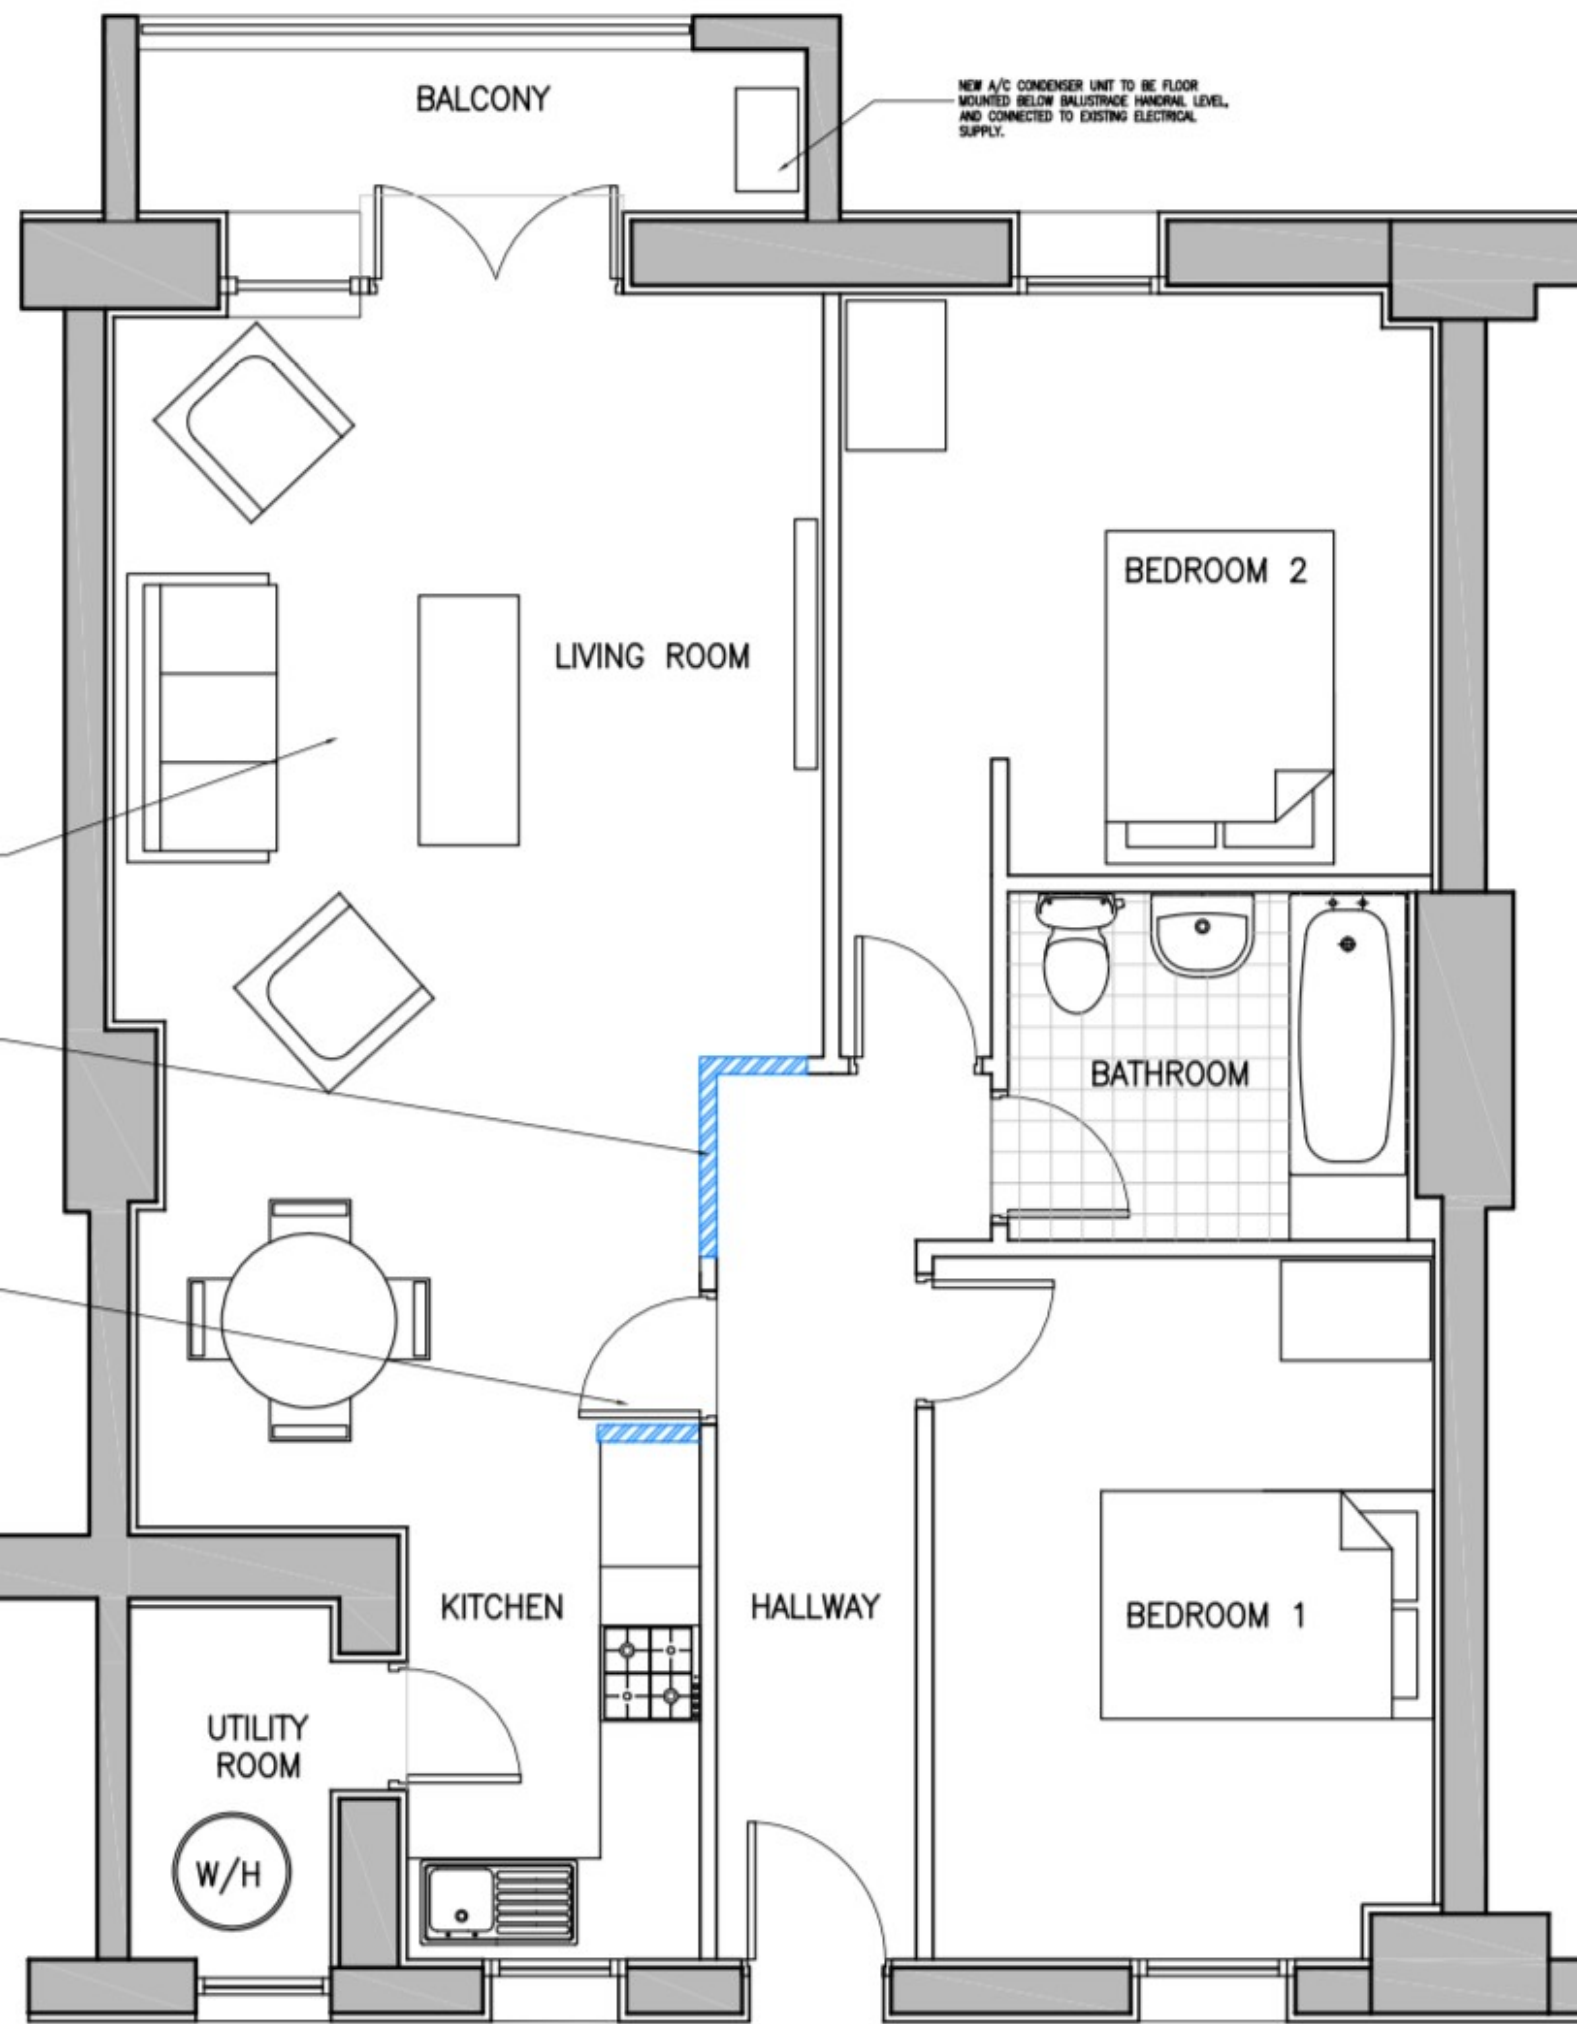 BALCONY
NEW A/C CONDENSER UNIT TO BE FLOOR
MOUNTED BELOW BALUSTRADE HANDRAIL LEVEL,
AND CONNECTED TO EXISTING ELECTRICAL
SUPPLY.
BEDROOM 2
LIVING ROOM
BATHROOM
KITCHEN
HALLWAY
BEDROOM 1
UTILITY
ROOM
W/H